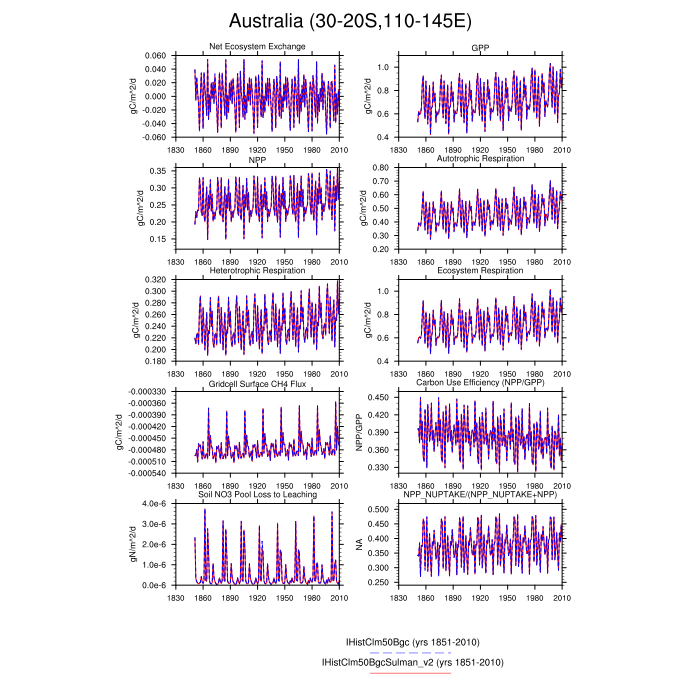 Australia (30-20S,110-145E)
Net Ecosystem Exchange
GPP
gC/m^2/d
0.060
0.040
0.020
0.000
-0.020
-0.040
-0.060
1830 1860 1890 1920 1950 1980 2010
gC/m^2/d
1.0
0.8
0.6
0.4
1830 1860 1890 1920 1950 1980 2010
NPP
Autotrophic Respiration
gC/m^2/d
0.35
0.30
0.25
0.20
0.15
1830 1860 1890 1920 1950 1980 2010
gC/m^2/d
0.80
0.70
0.60
0.50
0.40
0.30
0.20
1830 1860 1890 1920 1950 1980 2010
Heterotrophic Respiration
Ecosystem Respiration
gC/m^2/d
0.320
0.300
0.280
0.260
0.240
0.220
0.200
0.180
1830 1860 1890 1920 1950 1980 2010
gC/m^2/d
1.0
0.8
0.6
0.4
1830 1860 1890 1920 1950 1980 2010
Gridcell Surface CH4 Flux
Carbon Use Efficiency (NPP/GPP)
gC/m^2/d
-0.000330
-0.000360
-0.000390
-0.000420
-0.000450
-0.000480
-0.000510
-0.000540
1830 1860 1890 1920 1950 1980 2010
NPP/GPP
0.450
0.420
0.390
0.360
0.330
1830 1860 1890 1920 1950 1980 2010
Soil NO3 Pool Loss to Leaching
NPP_NUPTAKE/(NPP_NUPTAKE+NPP)
gN/m^2/d
4.0e-6
3.0e-6
2.0e-6
1.0e-6
0.0e-6
1830 1860 1890 1920 1950 1980 2010
NA
0.500
0.450
0.400
0.350
0.300
0.250
1830 1860 1890 1920 1950 1980 2010
IHistClm50Bgc (yrs 1851-2010)
IHistClm50BgcSulman_v2 (yrs 1851-2010)